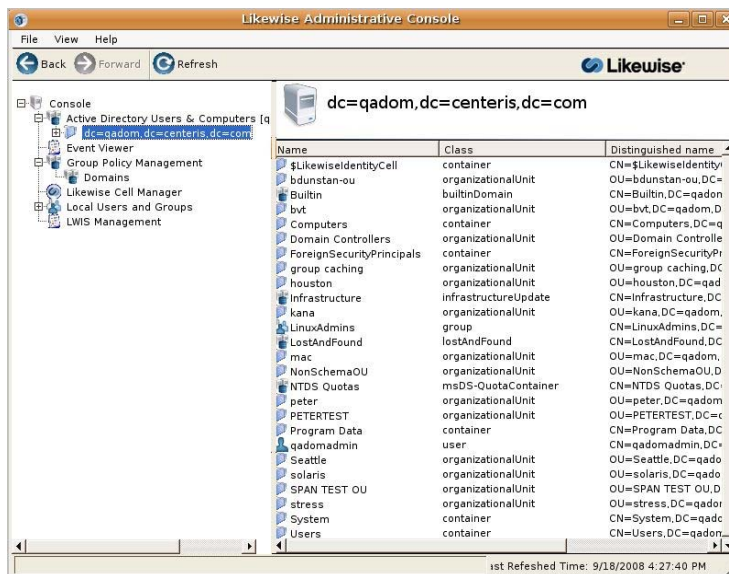 Likewise Administrative Console
File View Help
Back Forward Refresh
Likewise
Console
Active Directory Users & Computers [q
dc=qadom,dc=centeris,dc=com
Event Viewer
Group Policy Management
Domains
Likewise Cell Manager
Local Users and Groups
LWIS Management
dc=qadom,dc=centeris,dc=com
Name Class Distinguished name
$LikewiseIdentityCell container CN=$LikewiseIdentity
bdunstan-ou organizationalUnit OU=bdunstan-ou,DC=
Builtin builtinDomain CN=Builtin,DC=qadom
bvt organizationalUnit OU=bvt,DC=qadom,D
Computers container CN=Computers,DC=q
Domain Controllers organizationalUnit OU=Domain Controlle
ForeignSecurityPrincipals container CN=ForeignSecurityPr
group caching organizationalUnit OU=group caching,DC
houston organizationalUnit OU=houston,DC=qad
Infrastructure infrastructureUpdate CN=Infrastructure,DC
kana organizationalUnit OU=kana,DC=qadom,
LinuxAdmins group CN=LinuxAdmins,DC=
LostAndFound lostAndFound CN=LostAndFound,DC
mac organizationalUnit OU=mac,DC=qadom,
NonSchemaOU organizationalUnit OU=NonSchemaOU,D
NTDS Quotas msDS-QuotaContainer CN=NTDS Quotas,DC
peter organizationalUnit OU=peter,DC=qadom
PETERTEST organizationalUnit OU=PETERTEST,DC=
Program Data container CN=Program Data,DC
qadomadmin user CN=qadomadmin,DC=
Seattle organizationalUnit OU=Seattle,DC=qado
solaris organizationalUnit OU=solaris,DC=qado
SPAN TEST OU organizationalUnit OU=SPAN TEST OU,D
stress organizationalUnit OU=stress,DC=qador
System container CN=System,DC=qadc
Users container CN=Users,DC=qadom
ast Refeshed Time: 9/18/2008 4:27:40 PM